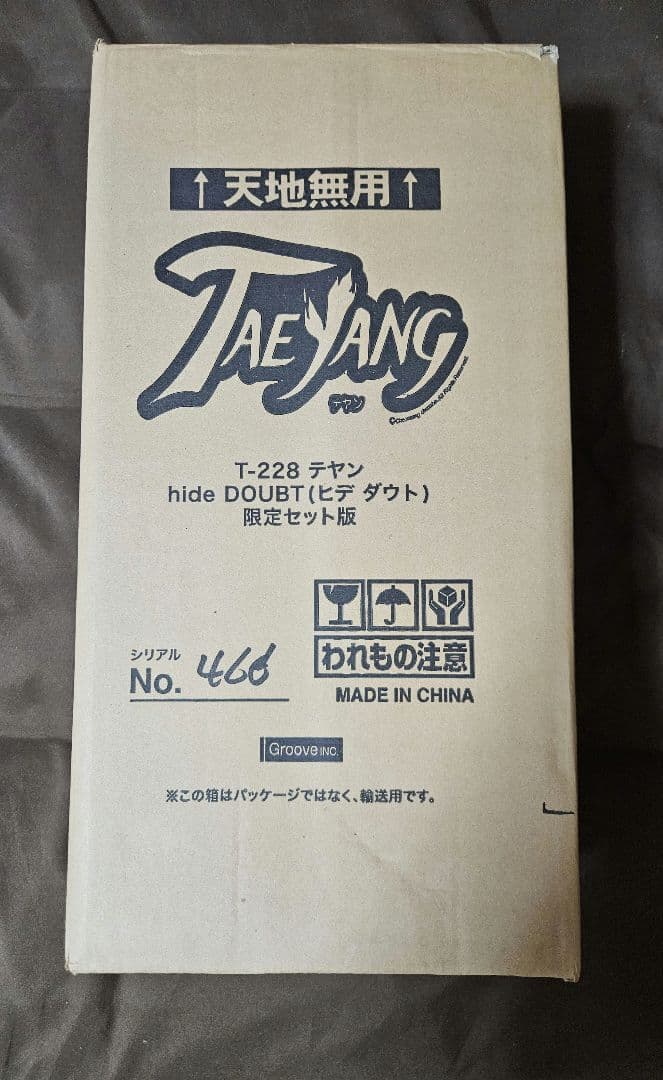 ↑天地無用↑
TAEYANG
テヤン
T-228 テヤン
hide DOUBT(ヒデ ダウト)
限定セット版
われもの注意
シリアル
No. 466
MADE IN CHINA
Groove INC.
※この箱はパッケージではなく、輸送用です。